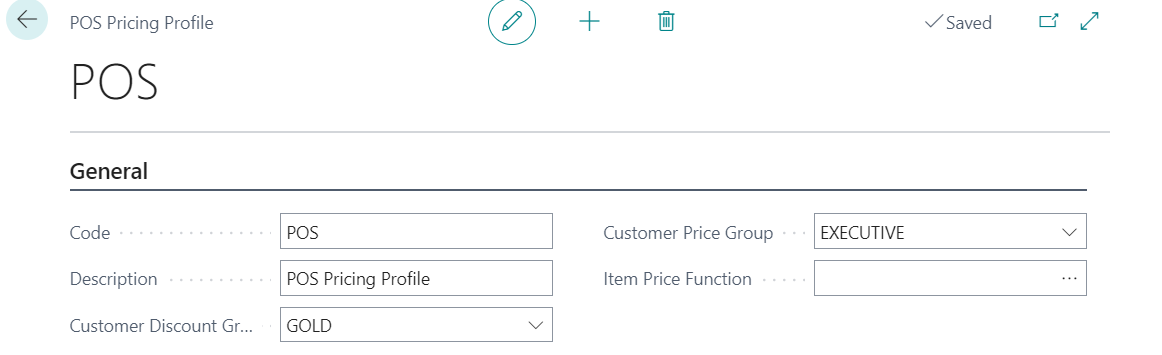 POS Pricing Profile
Saved
POS
General
Code POS
Customer Price Group EXECUTIVE
Description POS Pricing Profile
Item Price Function ...
Customer Discount Gr... GOLD